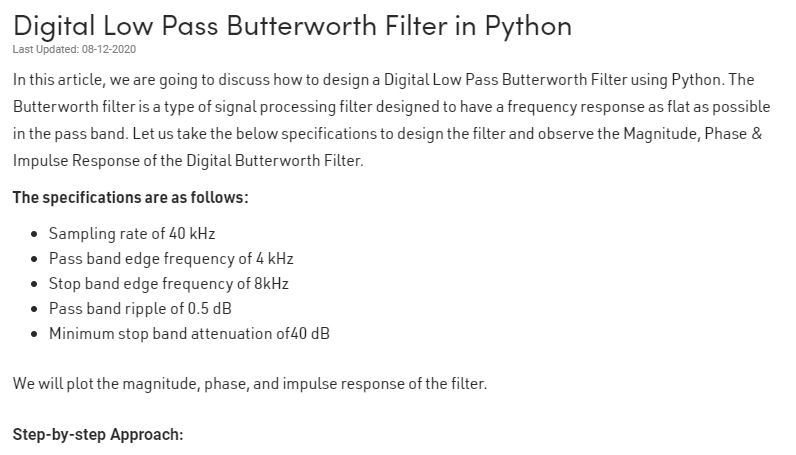 Digital Low Pass Butterworth Filter in Python
Last Updated: 08-12-2020
In this article, we are going to discuss how to design a Digital Low Pass Butterworth Filter using Python. The
Butterworth filter is a type of signal processing filter designed to have a frequency response as flat as possible
in the pass band. Let us take the below specifications to design the filter and observe the Magnitude, Phase &
Impulse Response of the Digital Butterworth Filter.
The specifications are as follows:
• Sampling rate of 40 kHz
• Pass band edge frequency of 4 kHz
• Stop band edge frequency of 8kHz
• Pass band ripple of 0.5 dB
• Minimum stop band attenuation of40 dB
We will plot the magnitude, phase, and impulse response of the filter.
Step-by-step Approach: